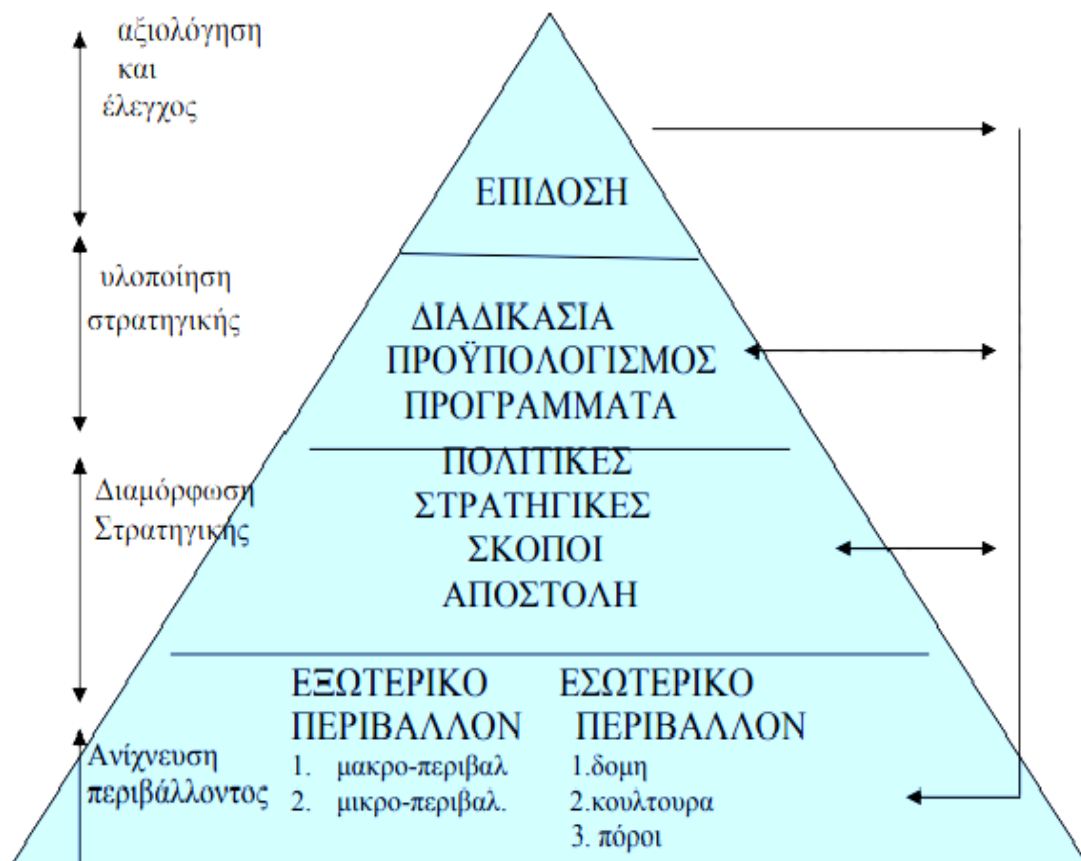 αξιολόγηση
και
έλεγχος
ΕΠΙΔΟΣΗ
υλοποίηση
στρατηγικής
ΔΙΑΔΙΚΑΣΙΑ
ΠΡΟΫΠΟΛΟΓΙΣΜΟΣ
ΠΡΟΓΡΑΜΜΑΤΑ
Διαμόρφωση
Στρατηγικής
ΠΟΛΙΤΙΚΕΣ
ΣΤΡΑΤΗΓΙΚΕΣ
ΣΚΟΠΟΙ
ΑΠΟΣΤΟΛΗ
Ανίχνευση
περιβάλλοντος
ΕΞΩΤΕΡΙΚΟ
ΠΕΡΙΒΑΛΛΟΝ
1. μακρο-περιβαλ
2. μικρο-περιβαλ.
ΕΣΩΤΕΡΙΚΟ
ΠΕΡΙΒΑΛΛΟΝ
1.δομη
2.κουλτουρα
3. πόροι